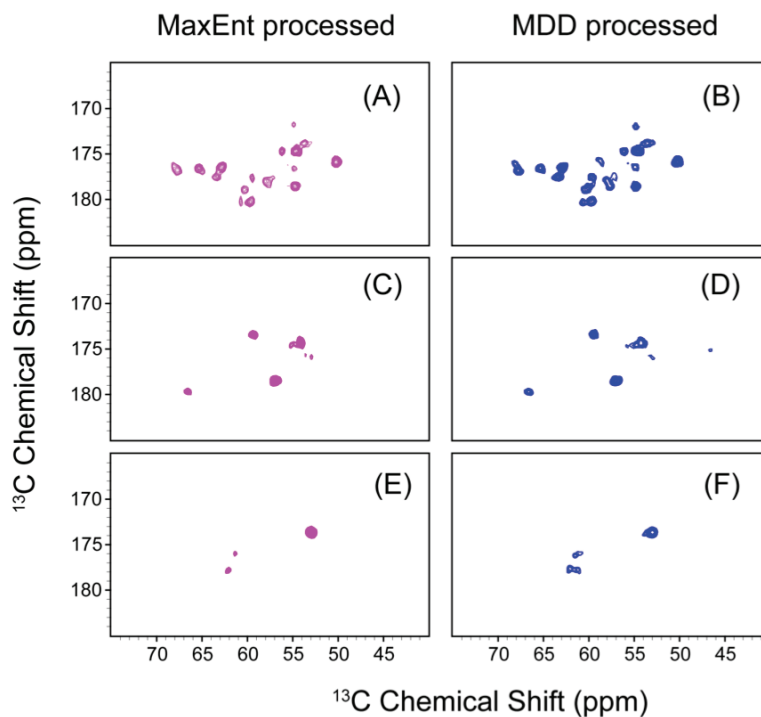 MaxEnt processed MDD processed
(A) (B)
170
175
180
(C) (D)
170
175
180
(E) (F)
170
175
180
70 65 60 55 50 45 70 65 60 55 50 45
¹³C Chemical Shift (ppm)
¹³C Chemical Shift (ppm)